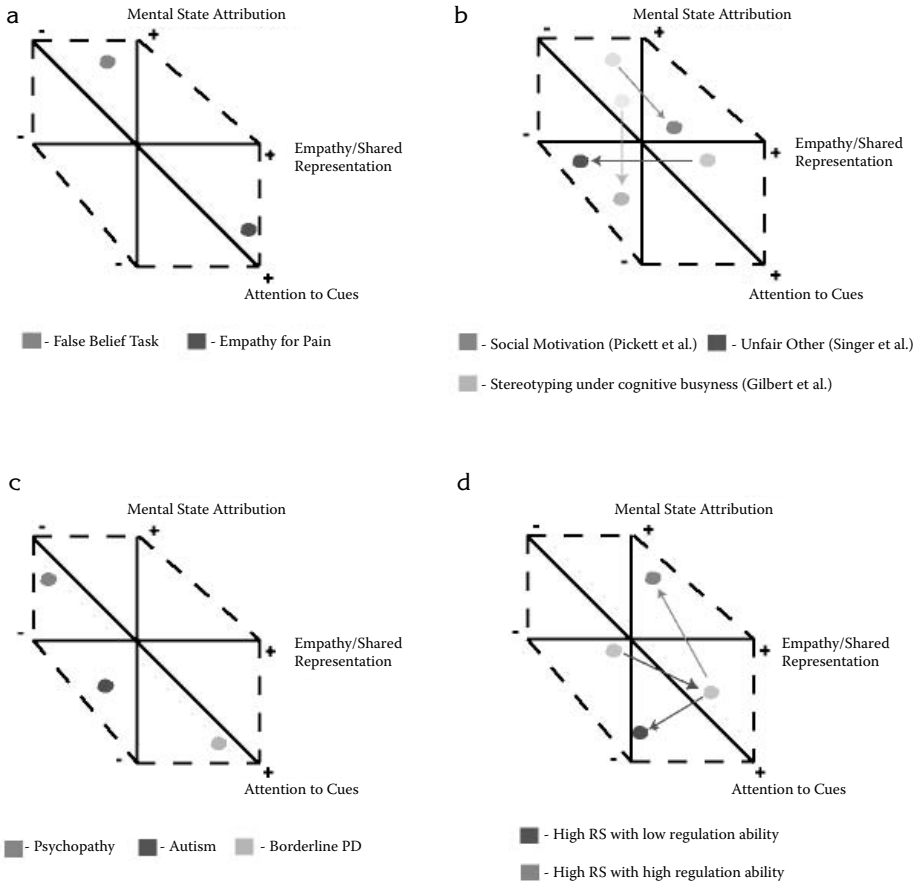 a
Mental State Attribution
-
+
-
+
Empathy/Shared
Representation
-
+
Attention to Cues
- False Belief Task
- Empathy for Pain
b
Mental State Attribution
-
+
-
+
Empathy/Shared
Representation
-
+
Attention to Cues
- Social Motivation (Pickett et al.)
- Unfair Other (Singer et al.)
- Stereotyping under cognitive busyness (Gilbert et al.)
c
Mental State Attribution
-
+
-
+
Empathy/Shared
Representation
-
+
Attention to Cues
- Psychopathy
- Autism
- Borderline PD
d
Mental State Attribution
-
+
-
+
Empathy/Shared
Representation
-
+
Attention to Cues
- High RS with low regulation ability
- High RS with high regulation ability